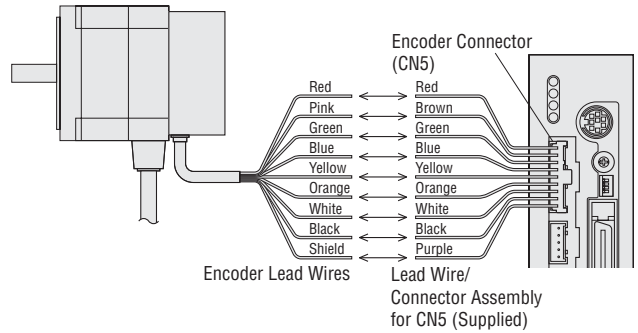 Encoder Connector
(CN5)
Red Red
Pink Brown
Green Green
Blue Blue
Yellow Yellow
Orange Orange
White White
Black Black
Shield Purple
Encoder Lead Wires
Lead Wire/
Connector Assembly
for CN5 (Supplied)